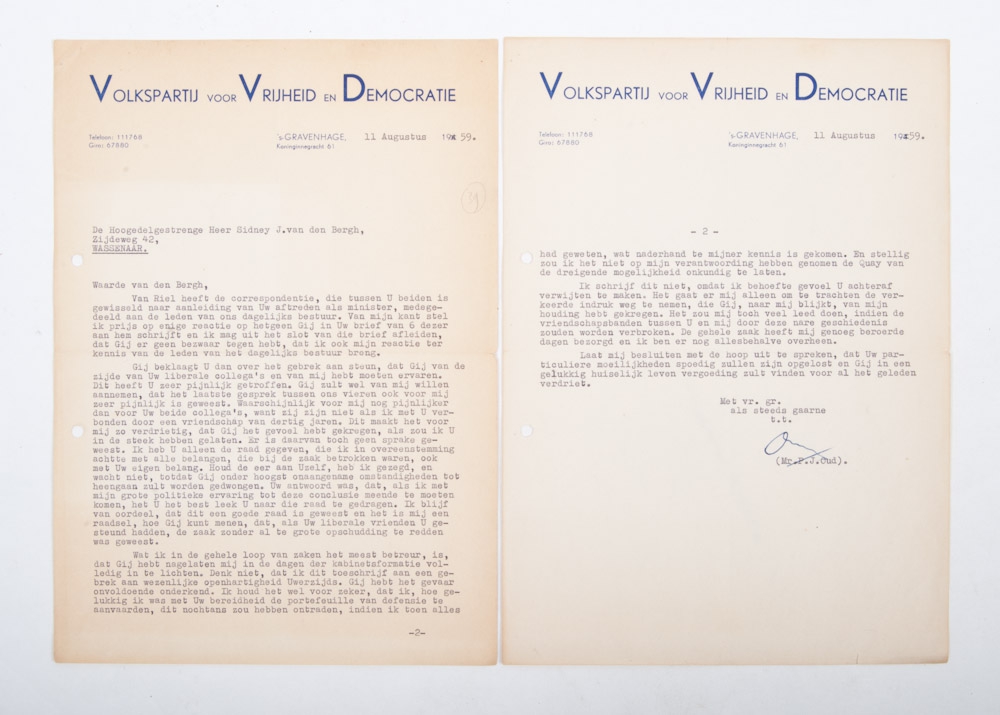 VOLKSPARTIJ VOOR VRIJHEID EN DEMOCRATIE
Telefoon: 111768
Giro: 67880
's-GRAVENHAGE, 11 Augustus 1959.
Koninginnegracht 61
39
De Hoogedelgestrenge Heer Sidney J.van den Bergh,
Zijdeweg 42,
WASSENAAR.
Waarde van den Bergh,
Van Riel heeft de correspondentie, die tussen U beiden is
gewisseld naar aanleiding van Uw aftreden als minister, medege-
deeld aan de leden van ons dagelijks bestuur. Van mijn kant stel
ik prijs op enige reactie op hetgeen Gij in Uw brief van 6 dezer
aan hem schrijft en ik mag uit het slot van die brief afleiden,
dat Gij er geen bezwaar tegen hebt, dat ik ook mijn reactie ter
kennis van de leden van het dagelijks bestuur breng.
Gij beklaagt U dan over het gebrek aan steun, dat Gij van de
zijde van Uw liberale collega's en van mij hebt moeten ervaren.
Dit heeft U zeer pijnlijk getroffen. Gij zult wel van mij willen
aannemen, dat het laatste gesprek tussen ons vieren ook voor mij
zeer pijnlijk is geweest. Waarschijnlijk voor mij nog pijnlijker
dan voor Uw beide collega's, want zij zijn niet als ik met U ver-
bonden door een vriendschap van dertig jaren. Dit maakt het voor
mij zo verdrietig, dat Gij het gevoel hebt gekregen, als zou ik U
in de steek hebben gelaten. Er is daarvan toch geen sprake ge-
weest. Ik heb U alleen de raad gegeven, die ik in overeenstemming
achtte met alle belangen, die bij de zaak betrokken waren, ook
met Uw eigen belang. Houd de eer aan Uself, heb ik gezegd, en
wacht niet, totdat Gij onder hoogst onaangename omstandigheden tot
heengaan zult worden gedwongen. Uw antwoord was, dat, als ik met
mijn grote politieke ervaring tot deze conclusie meende te moeten
komen, het U het best leek U naar die raad te gedragen. Ik blijf
van oordeel, dat dit een goede raad is geweest en het is mij een
raadsel, hoe Gij kunt menen, dat, als Uw liberale vrienden U ge-
steund hadden, de zaak zonder al te grote opschudding te redden
was geweest.
Wat ik in de gehele loop van zaken het meest betreur, is,
dat Gij hebt nagelaten mij in de dagen der kabinetsformatie vol-
ledig in te lichten. Denk niet, dat ik dit toeschrijf aan een ge-
brek aan wezenlijke openhartigheid Uwerzijds. Gij hebt het gevaar
onvoldoende onderkend. Ik houd het wel voor zeker, dat ik, hoe ge-
lukkig ik was met Uw bereidheid de portefeuille van defensie te
aanvaarden, dit nochtans zou hebben ontraden, indien ik toen alles
-2-
VOLKSPARTIJ VOOR VRIJHEID EN DEMOCRATIE
Telefoon: 111768
Giro: 67880
's-GRAVENHAGE, 11 Augustus 1959.
Koninginnegracht 61
- 2 -
had geweten, wat naderhand te mijner kennis is gekomen. En stellig
zou ik het niet op mijn verantwoording hebben genomen de Quay van
de dreigende mogelijkheid onkundig te laten.
Ik schrijf dit niet, omdat ik behoefte gevoel U achteraf
verwijten te maken. Het gaat er mij alleen om te trachten de ver-
keerde indruk weg te nemen, die Gij, naar mij blijkt, van mijn
houding hebt gekregen. Het zou mij toch veel leed doen, indien de
vriendschapsbanden tussen U en mij door deze nare geschiedenis
zouden worden verbroken. De gehele zaak heeft mij genoeg beroerde
dagen bezorgd en ik ben er nog allesbehalve overheen.
Laat mij besluiten met de hoop uit te spreken, dat Uw par-
ticuliere moeilijkheden spoedig zullen zijn opgelost en Gij in een
gelukkig huiselijk leven vergoeding zult vinden voor al het geleden
verdriet.
Met vr. gr.
als steeds gaarne
t.t.
Oud
(Mr.P.J.Oud).